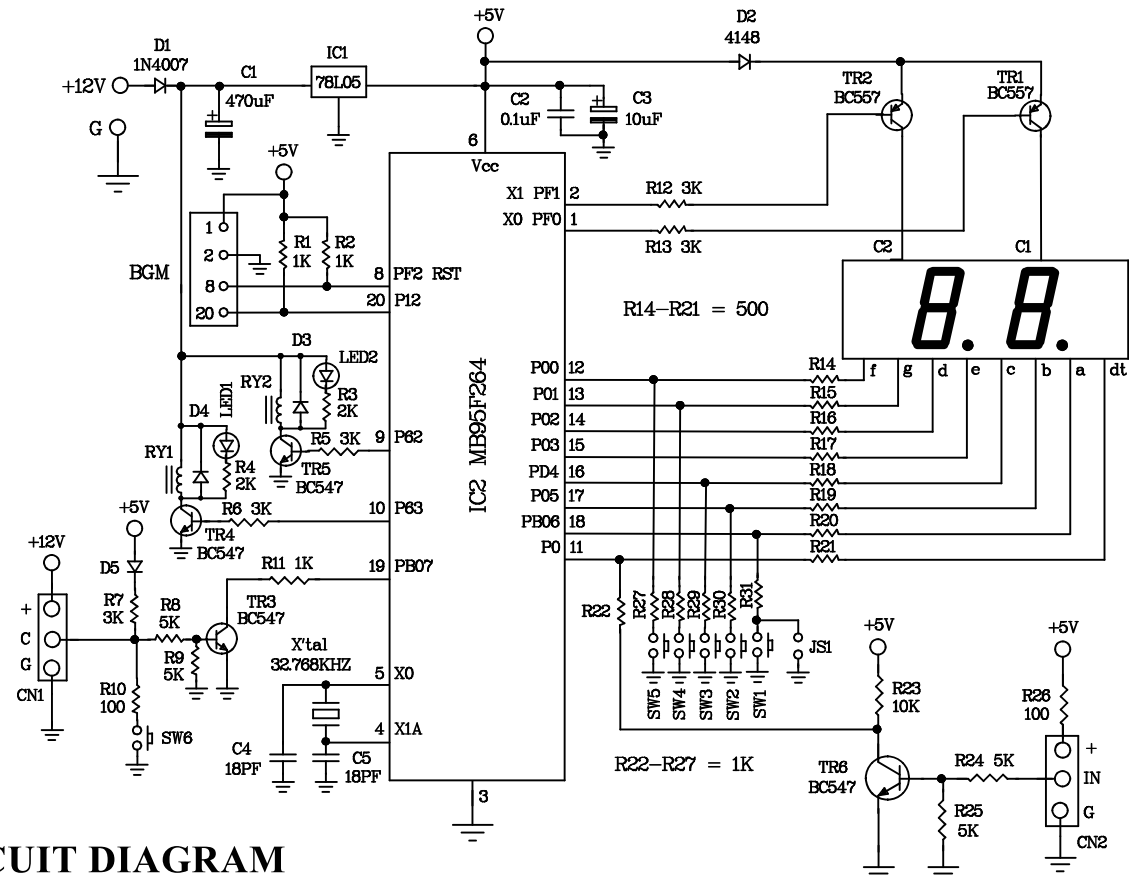 +5V
D2
4148
D1
1N4007
IC1
78L05
+12V
C1
470uF
+
G
C2
0.1uF
+
C3
10uF
TR2
BC557
TR1
BC557
+5V
6
Vcc
X1 PF1
2
R12 3K
X0 PF0
1
R13 3K
C2
C1
BGM
1
2
8
20
R1
1K
R2
1K
8
PF2 RST
20
P12
R14-R21 = 500
8. 8.
f g d e c b a dt
IC2 MB95F264
P00
12
R14
P01
13
R15
P02
14
R16
P03
15
R17
PD4
16
R18
P05
17
R19
PB06
18
R20
P0
11
R21
D3
LED2
RY2
R3
2K
D4
LED1
R5 3K
9
P62
RY1
R4
2K
TR5
BC547
R6 3K
10
P63
TR4
BC547
+5V
+12V
D5
R11 1K
19
PB07
R7
3K
R8
5K
TR3
BC547
+
C
G
CN1
R9
5K
R10
100
SW6
X'tal
32.768KHZ
5
X0
4
X1A
C4
18PF
C5
18PF
3
R22
R27
R28
R29
R30
R31
SW5
SW4
SW3
SW2
SW1
JS1
R22-R27 = 1K
+5V
R23
10K
+5V
R26
100
TR6
BC547
R24 5K
R25
5K
+
IN
G
CN2
CUIT DIAGRAM